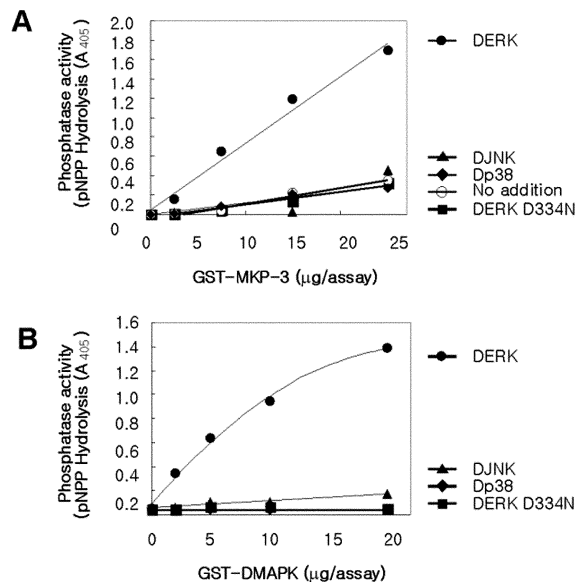 A
Phosphatase activity
(pNPP Hydrolysis (A 405 )
2.0
1.8
1.6
1.4
1.2
1.0
0.8
0.6
0.4
0.2
0
0 5 10 15 20 25
GST-MKP-3 (μg/assay)
DERK
DJNK
Dp38
No addition
DERK D334N
B
Phosphatase activity
(pNPP Hydrolysis (A 405 )
1.6
1.4
1.2
1.0
0.8
0.6
0.4
0.2
0
0 5 10 15 20
GST-DMAPK (μg/assay)
DERK
DJNK
Dp38
DERK D334N